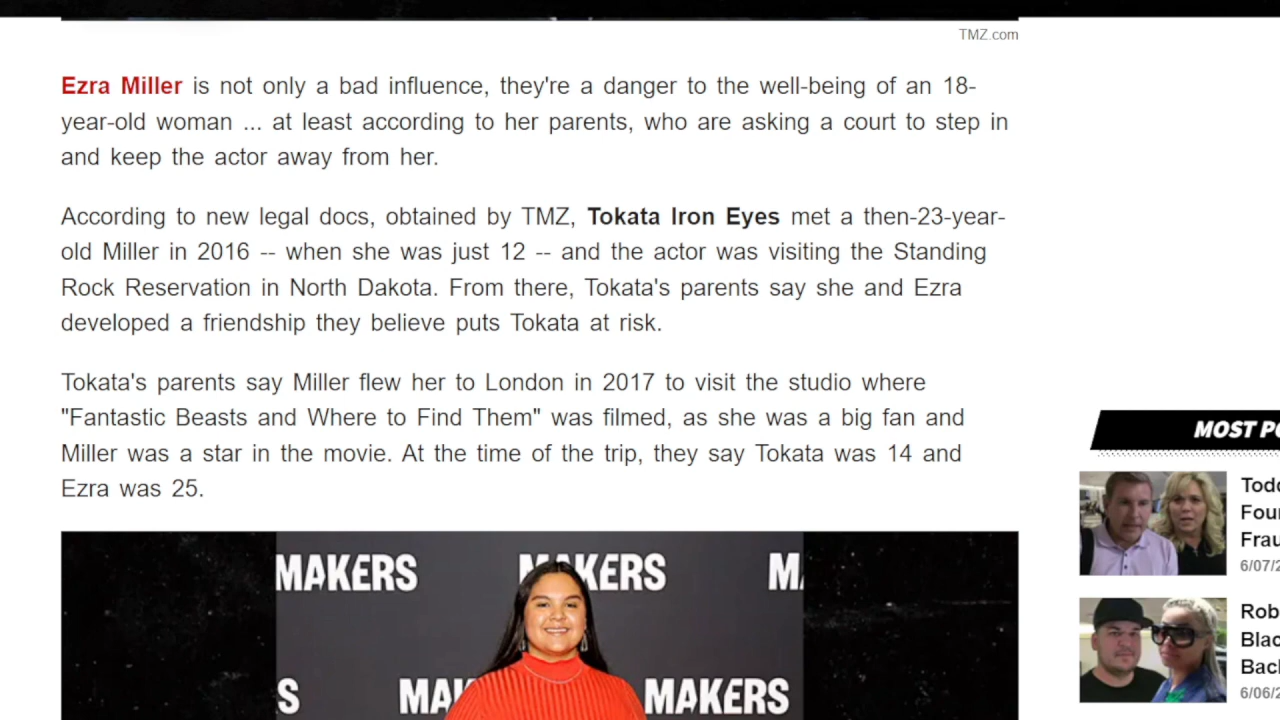 TMZ.com
Ezra Miller is not only a bad influence, they're a danger to the well-being of an 18-
year-old woman ... at least according to her parents, who are asking a court to step in
and keep the actor away from her.
According to new legal docs, obtained by TMZ, Tokata Iron Eyes met a then-23-year-
old Miller in 2016 -- when she was just 12 -- and the actor was visiting the Standing
Rock Reservation in North Dakota. From there, Tokata's parents say she and Ezra
developed a friendship they believe puts Tokata at risk.
Tokata's parents say Miller flew her to London in 2017 to visit the studio where
"Fantastic Beasts and Where to Find Them" was filmed, as she was a big fan and
Miller was a star in the movie. At the time of the trip, they say Tokata was 14 and
Ezra was 25.
MAKERS MAKERS M
S MAK MAKERS
MOST P
Todd
Four
Frau
6/07/2
Rob
Blac
Bacl
6/06/2